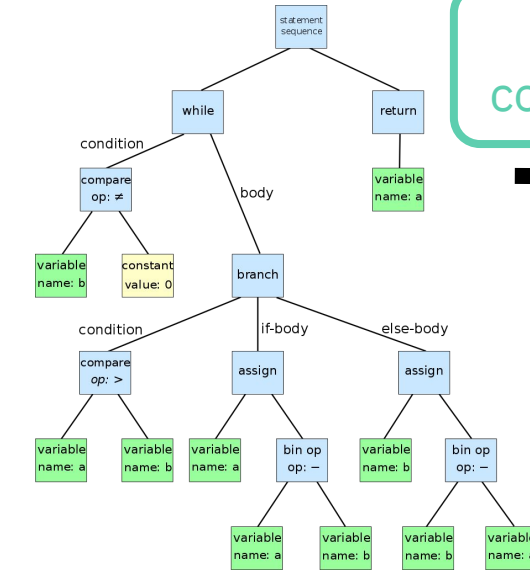 statement
sequence
while
return
condition
compare
op: ≠
body
variable
name: a
variable
name: b
constant
value: 0
branch
condition
if-body
else-body
compare
op: >
assign
assign
variable
name: a
variable
name: b
variable
name: a
bin op
op: −
variable
name: b
bin op
op: −
variable
name: a
variable
name: b
variable
name: b
name: